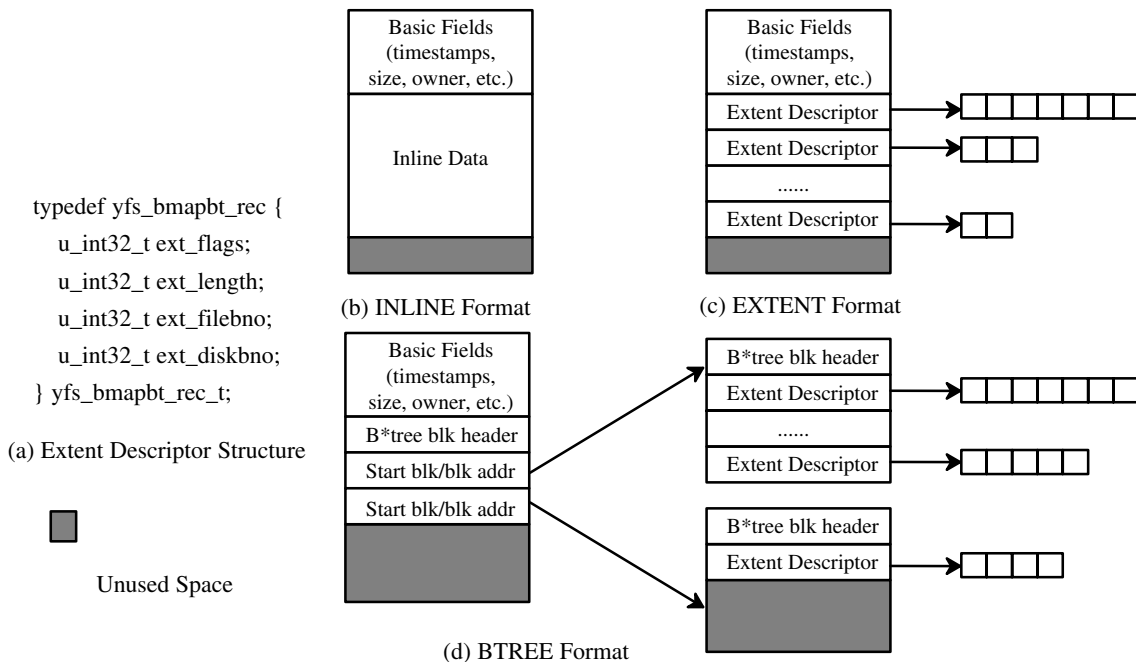 typedef yfs_bmapbt_rec {
u_int32_t ext_flags;
u_int32_t ext_length;
u_int32_t ext_filebno;
u_int32_t ext_diskbno;
} yfs_bmapbt_rec_t;
(a) Extent Descriptor Structure
Unused Space
Basic Fields
(timestamps,
size, owner, etc.)
Inline Data
(b) INLINE Format
Basic Fields
(timestamps,
size, owner, etc.)
Extent Descriptor
Extent Descriptor
......
Extent Descriptor
(c) EXTENT Format
Basic Fields
(timestamps,
size, owner, etc.)
B*tree blk header
Start blk/blk addr
Start blk/blk addr
B*tree blk header
Extent Descriptor
......
Extent Descriptor
B*tree blk header
Extent Descriptor
(d) BTREE Format